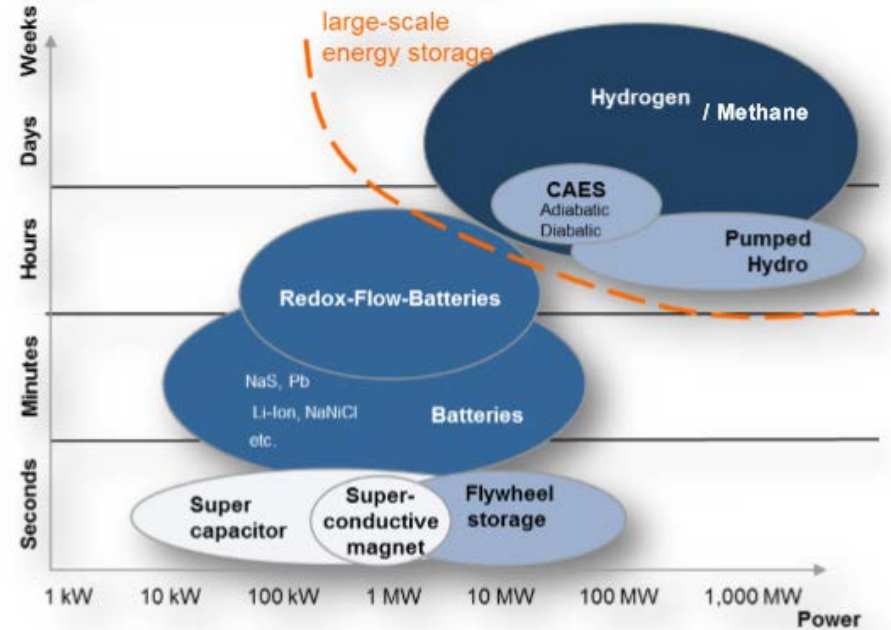 large-scale
energy storage
Weeks
Days
Hours
Minutes
Seconds
Hydrogen
/ Methane
CAES
Adiabatic
Diabatic
Pumped
Hydro
Redox-Flow-Batteries
NaS, Pb
Li-Ion, NaNiCl
etc.
Batteries
Super
capacitor
Super-
conductive
magnet
Flywheel
storage
1 kW 10 kW 100 kW 1 MW 10 MW 100 MW 1,000 MW
Power